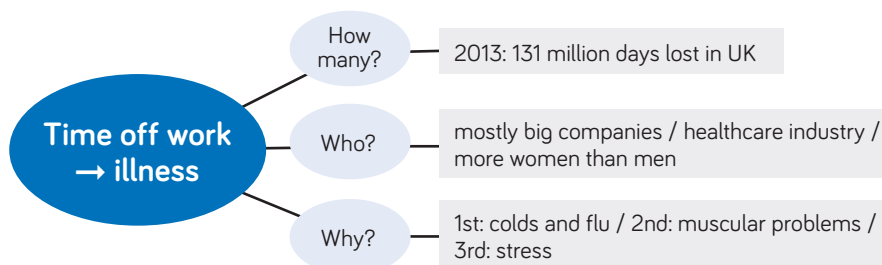 Time off work
→ illness
How
many?
2013: 131 million days lost in UK
Who?
mostly big companies / healthcare industry /
more women than men
Why?
1st: colds and flu / 2nd: muscular problems /
3rd: stress